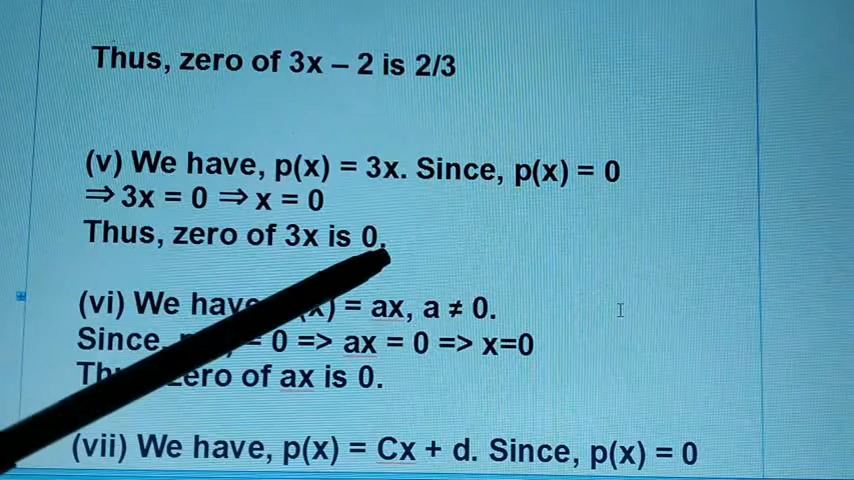 Thus, zero of 3x – 2 is 2/3
(v) We have, p(x) = 3x. Since, p(x) = 0
⇒ 3x = 0 ⇒ x = 0
Thus, zero of 3x is 0.
(vi) We have = ax, a ≠ 0.
Since = 0 => ax = 0 => x=0
zero of ax is 0.
(vii) We have, p(x) = Cx + d. Since, p(x) = 0